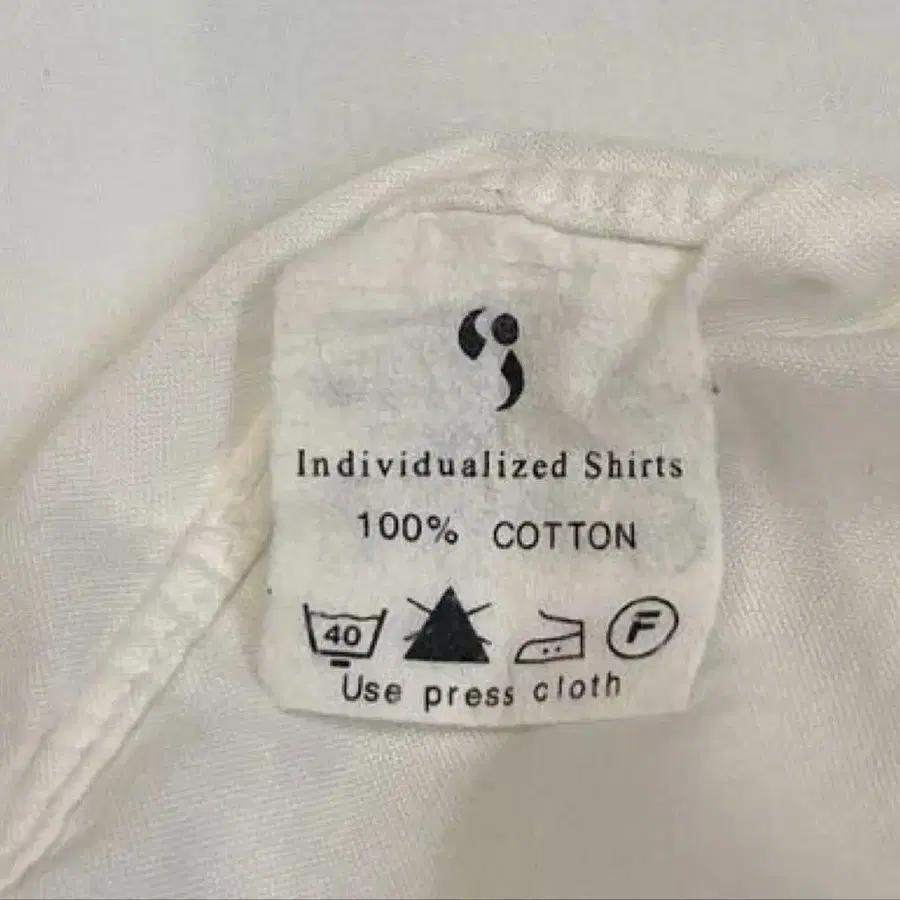 Individualized Shirts
100% COTTON
40 F
Use press cloth